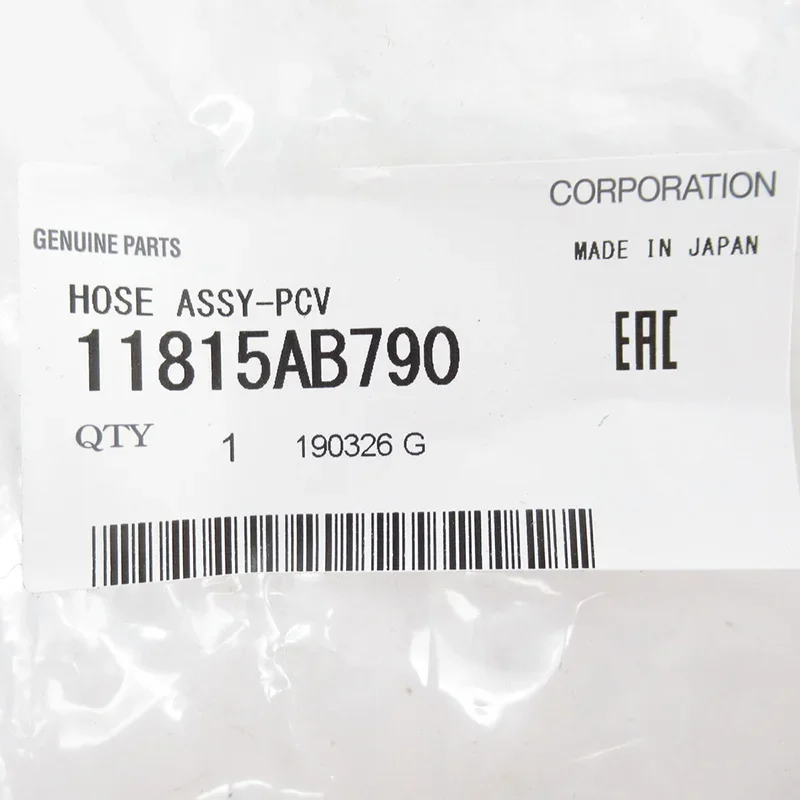 CORPORATION
GENUINE PARTS
MADE IN JAPAN
HOSE ASSY-PCV
11815AB790
EAC
QTY 1 190326 G